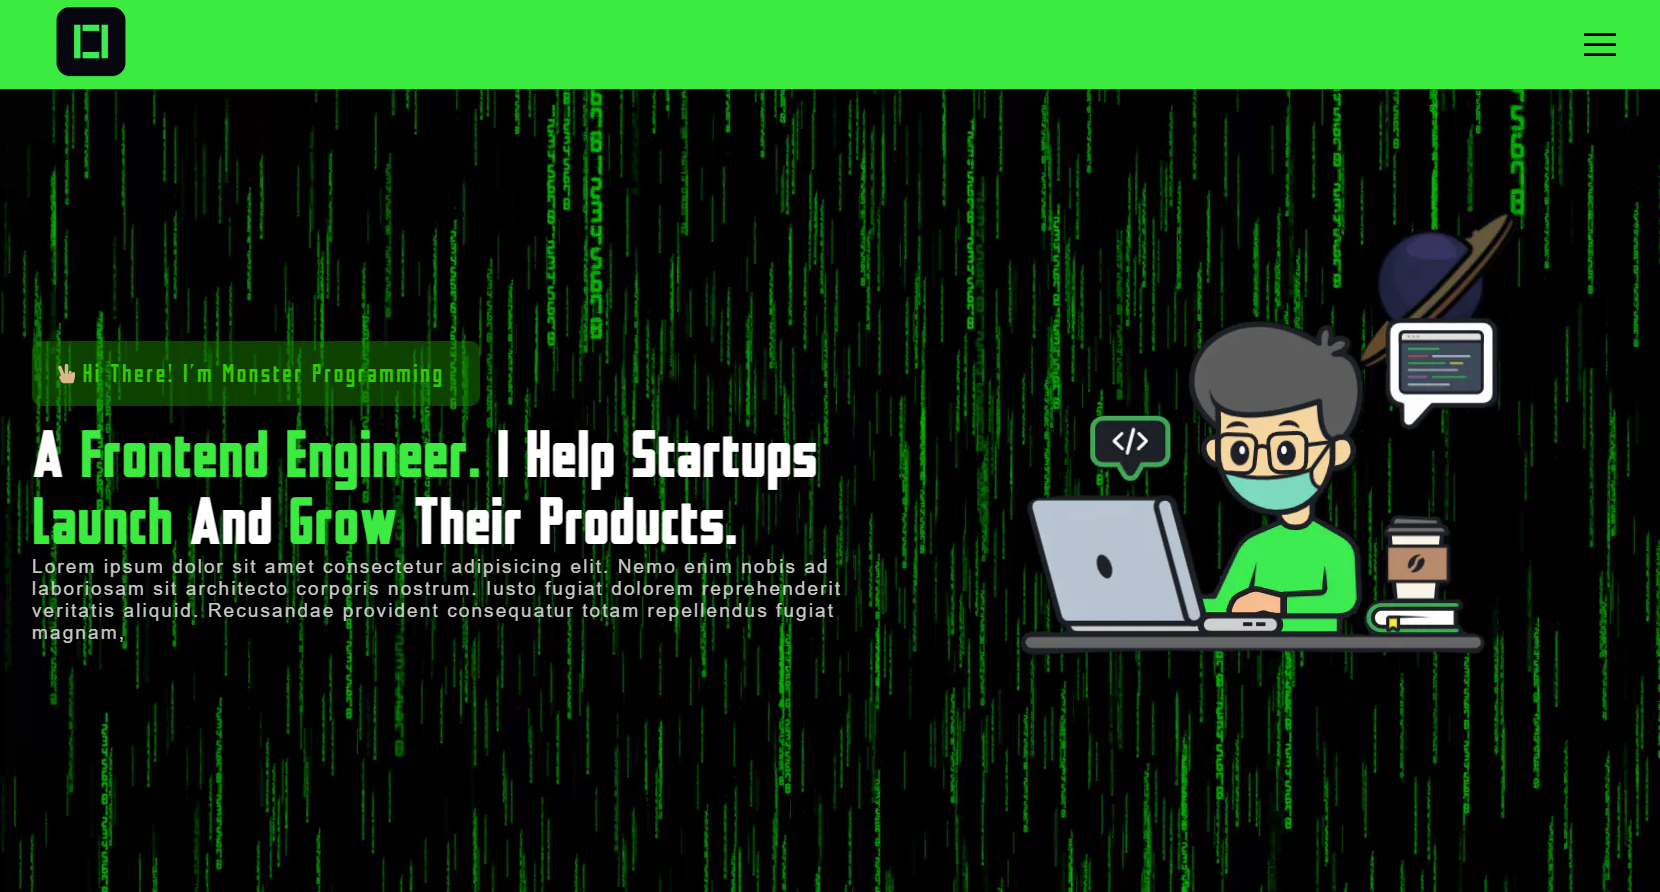 Hi There! I'm Monster Programming
A Frontend Engineer. I Help Startups
Launch And Grow Their Products.
Lorem ipsum dolor sit amet consectetur adipisicing elit. Nemo enim nobis ad
laboriosam sit architecto corporis nostrum. Iusto fugiat dolorem reprehenderit
veritatis aliquid. Recusandae provident consequatur totam repellendus fugiat
magnam,
</>